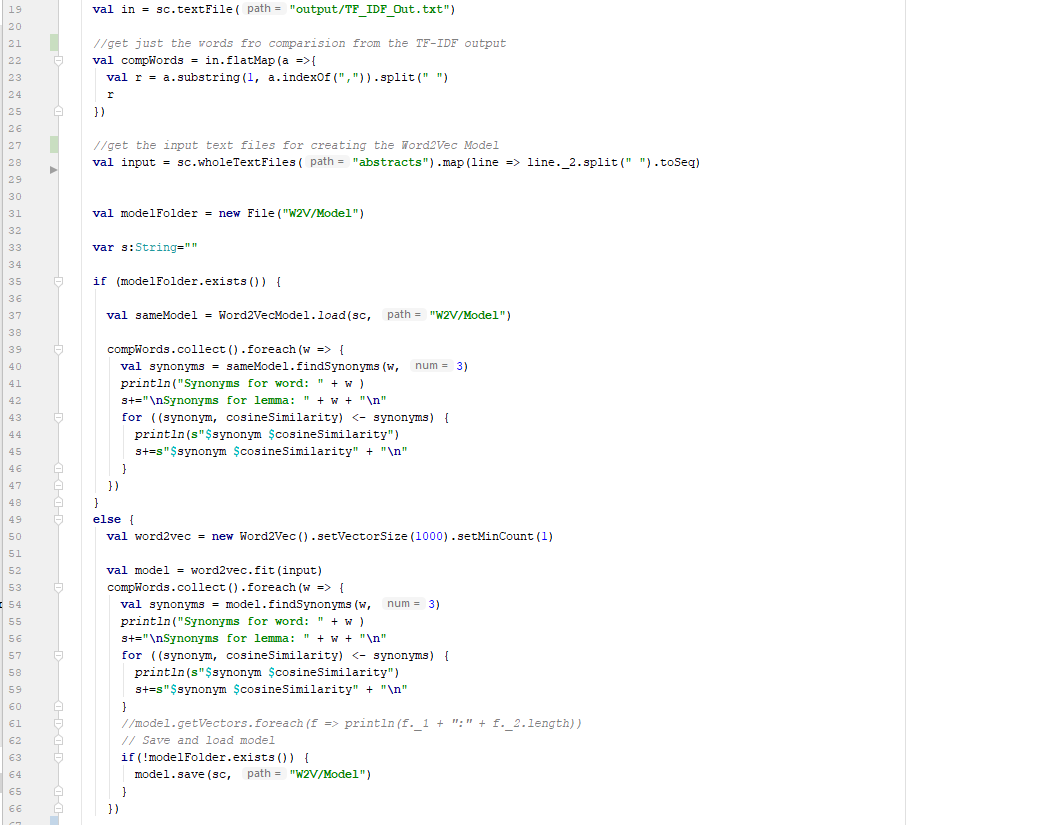 19 val in = sc.textFile( path = "output/TF_IDF_Out.txt")
20
21 //get just the words fro comparision from the TF-IDF output
22 val compWords = in.flatMap(a =>{
23 val r = a.substring(1, a.indexOf(",")).split(" ")
24 r
25 })
26
27 //get the input text files for creating the Word2Vec Model
28 val input = sc.wholeTextFiles( path = "abstracts").map(line => line._2.split(" ").toSeq)
29
30
31 val modelFolder = new File("W2V/Model")
32
33 var s:String=""
34
35 if (modelFolder.exists()) {
36
37 val sameModel = Word2VecModel.load(sc, path = "W2V/Model")
38
39 compWords.collect().foreach(w => {
40 val synonyms = sameModel.findSynonyms(w, num = 3)
41 println("Synonyms for word: " + w )
42 s+="\nSynonyms for lemma: " + w + "\n"
43 for ((synonym, cosineSimilarity) <- synonyms) {
44 println(s"$synonym $cosineSimilarity")
45 s+=s"$synonym $cosineSimilarity" + "\n"
46 }
47 })
48 }
49 else {
50 val word2vec = new Word2Vec().setVectorSize(1000).setMinCount(1)
51
52 val model = word2vec.fit(input)
53 compWords.collect().foreach(w => {
54 val synonyms = model.findSynonyms(w, num = 3)
55 println("Synonyms for word: " + w )
56 s+="\nSynonyms for lemma: " + w + "\n"
57 for ((synonym, cosineSimilarity) <- synonyms) {
58 println(s"$synonym $cosineSimilarity")
59 s+=s"$synonym $cosineSimilarity" + "\n"
60 }
61 //model.getVectors.foreach(f => println(f._1 + ":" + f._2.length))
62 // Save and load model
63 if(!modelFolder.exists()) {
64 model.save(sc, path = "W2V/Model")
65 }
66 })